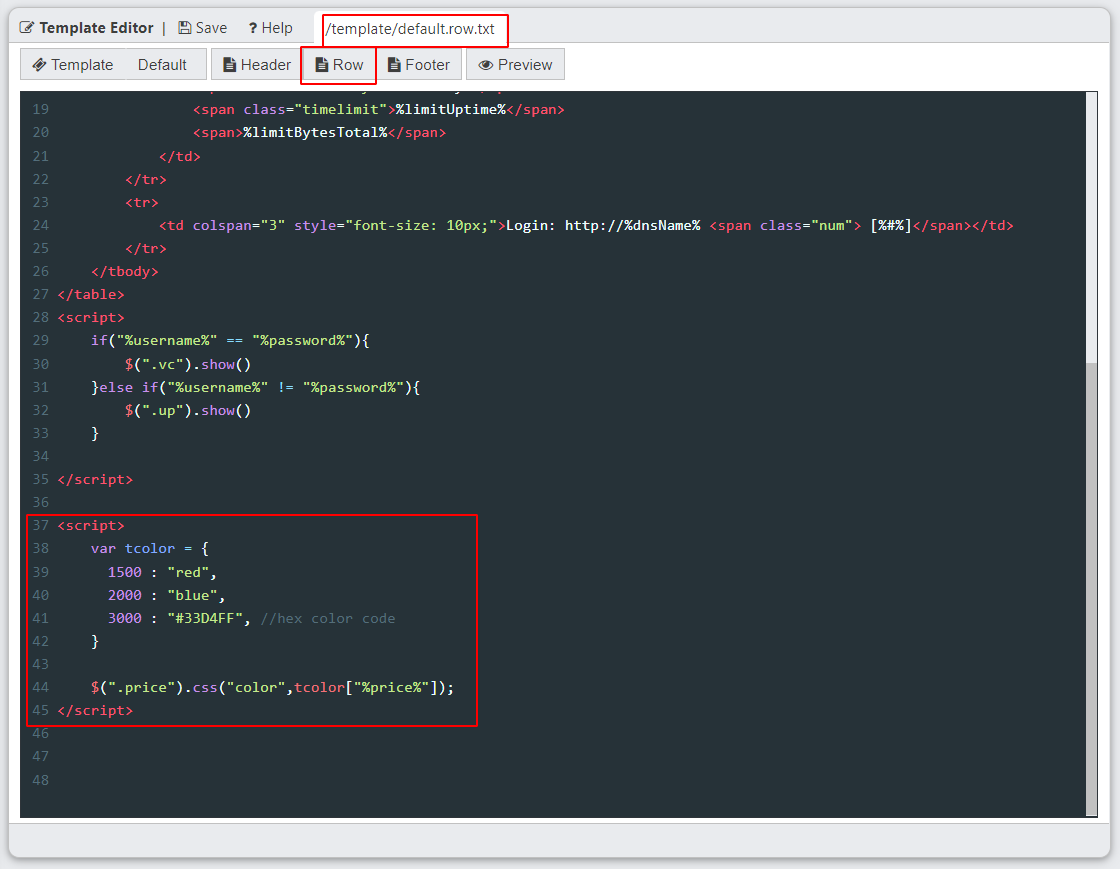 Template Editor | Save ? Help /template/default.row.txt
Template Default Header Row Footer Preview
19 <span class="timelimit">%limitUptime%</span>
20 <span>%limitBytesTotal%</span>
21 </td>
22 </tr>
23 <tr>
24 <td colspan="3" style="font-size: 10px;">Login: http://%dnsName% <span class="num"> [%#%]</span></td>
25 </tr>
26 </tbody>
27 </table>
28 <script>
29 if("%username%" == "%password%"){
30 $(".vc").show()
31 }else if("%username%" != "%password%"){
32 $(".up").show()
33 }
34
35 </script>
36
37 <script>
38 var tcolor = {
39 1500 : "red",
40 2000 : "blue",
41 3000 : "#33D4FF", //hex color code
42 }
43
44 $(".price").css("color",tcolor["%price%"]);
45 </script>
46
47
48